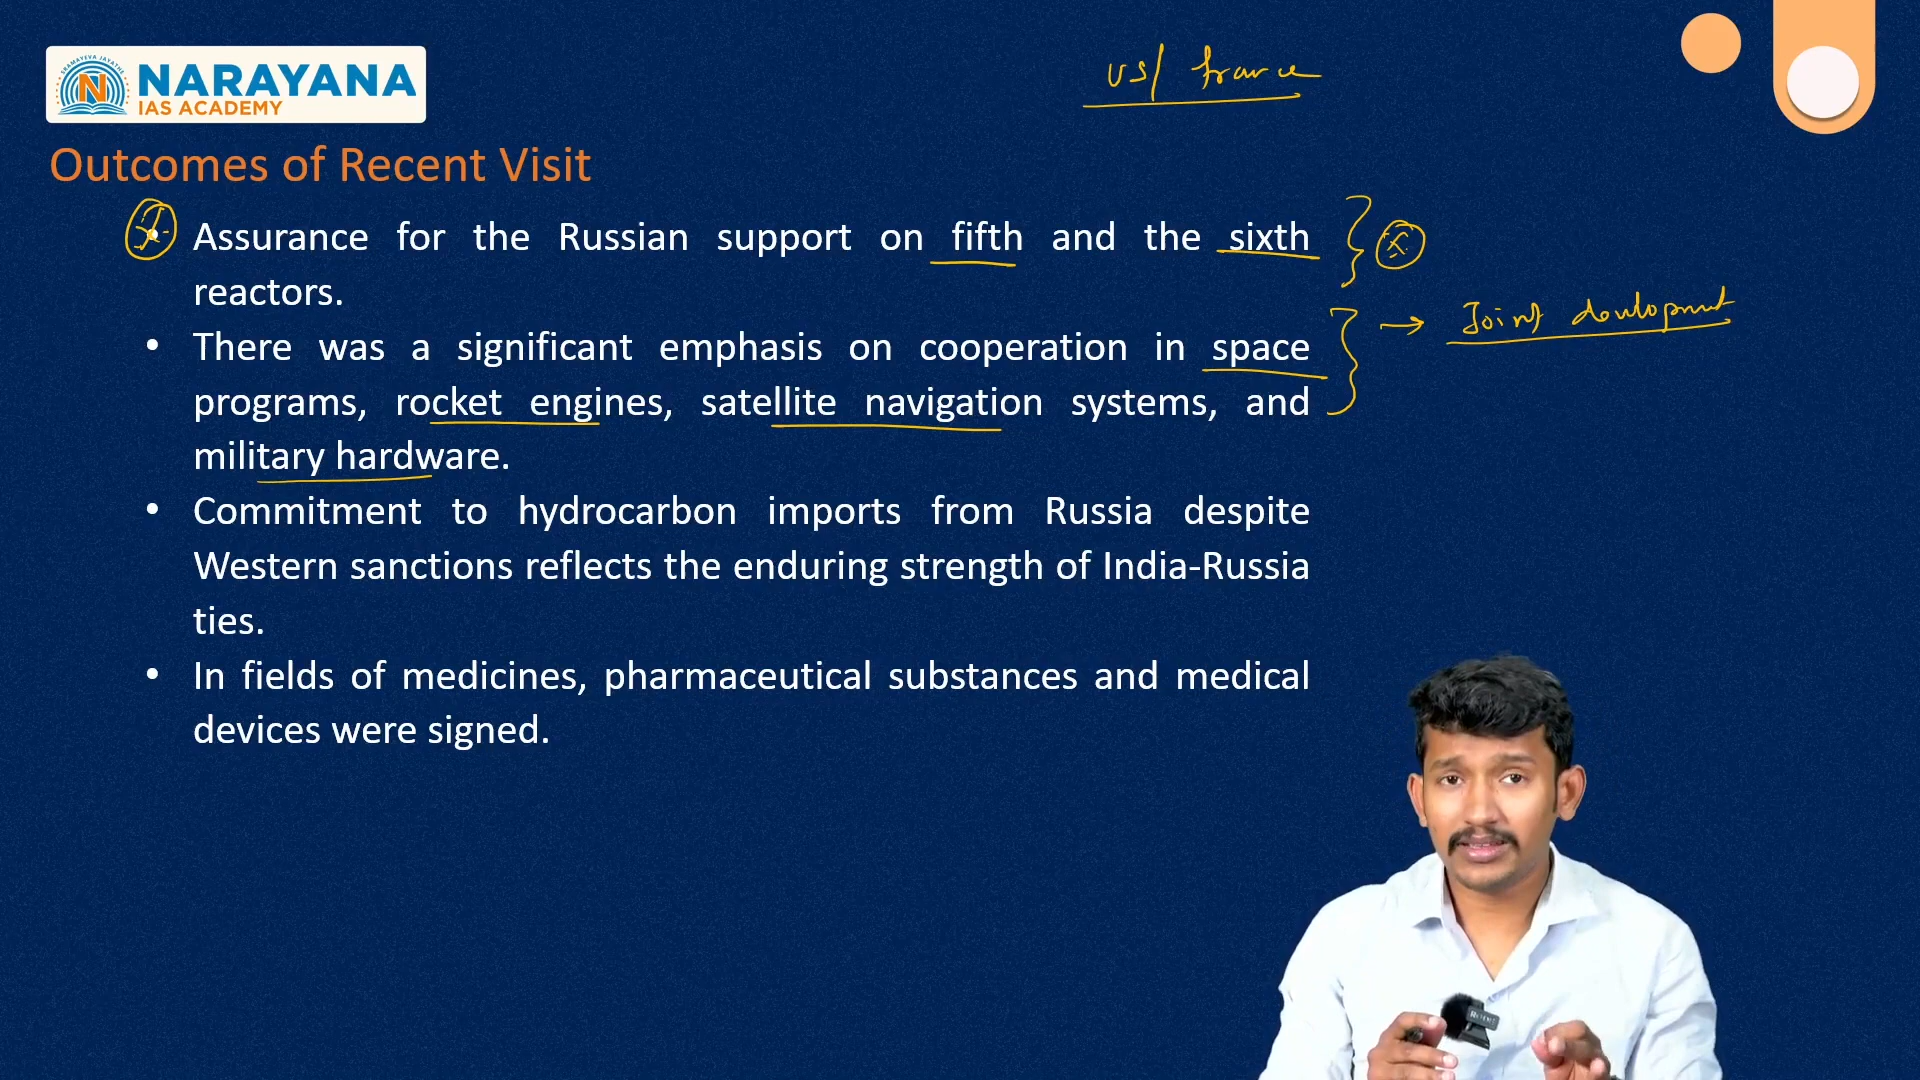 SRAMAYEVA JAYATHE
N
NARAYANA
IAS ACADEMY
US/ france
Outcomes of Recent Visit
• Assurance for the Russian support on fifth and the sixth
reactors.
• There was a significant emphasis on cooperation in space
programs, rocket engines, satellite navigation systems, and
military hardware.
→ Joint development
• Commitment to hydrocarbon imports from Russia despite
Western sanctions reflects the enduring strength of India-Russia
ties.
• In fields of medicines, pharmaceutical substances and medical
devices were signed.